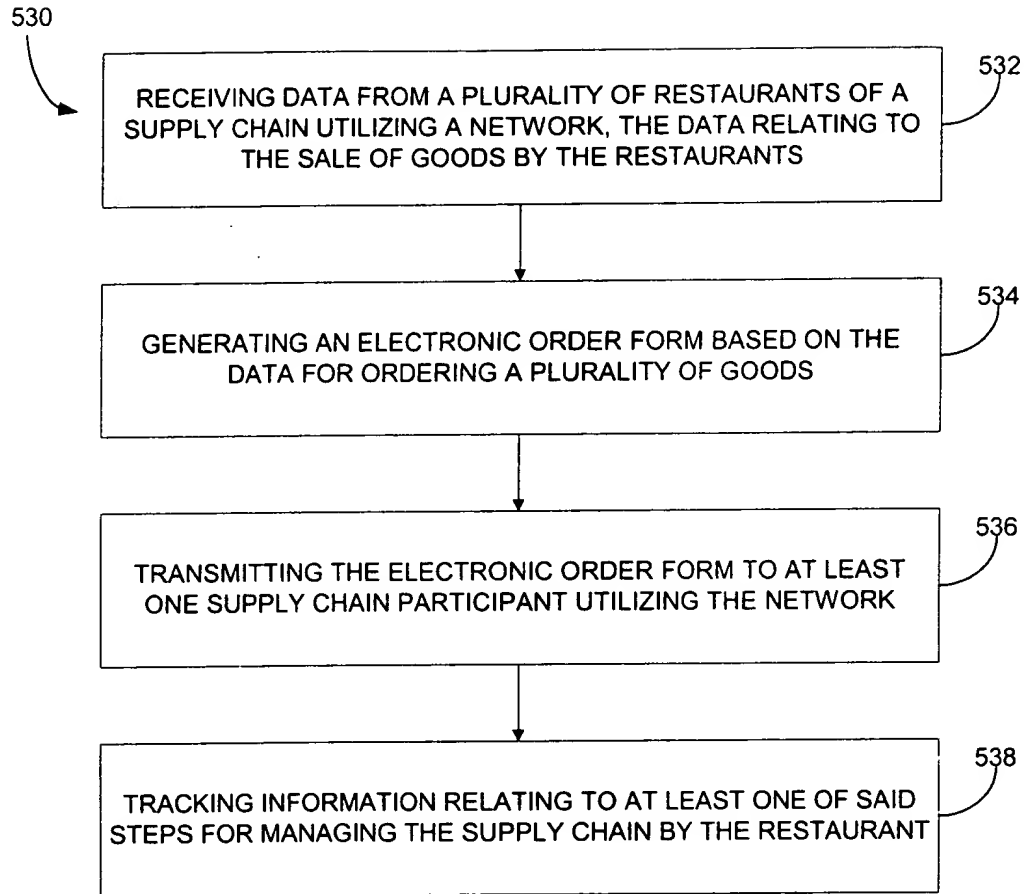 530
532
RECEIVING DATA FROM A PLURALITY OF RESTAURANTS OF A
SUPPLY CHAIN UTILIZING A NETWORK, THE DATA RELATING TO
THE SALE OF GOODS BY THE RESTAURANTS
534
GENERATING AN ELECTRONIC ORDER FORM BASED ON THE
DATA FOR ORDERING A PLURALITY OF GOODS
536
TRANSMITTING THE ELECTRONIC ORDER FORM TO AT LEAST
ONE SUPPLY CHAIN PARTICIPANT UTILIZING THE NETWORK
538
TRACKING INFORMATION RELATING TO AT LEAST ONE OF SAID
STEPS FOR MANAGING THE SUPPLY CHAIN BY THE RESTAURANT